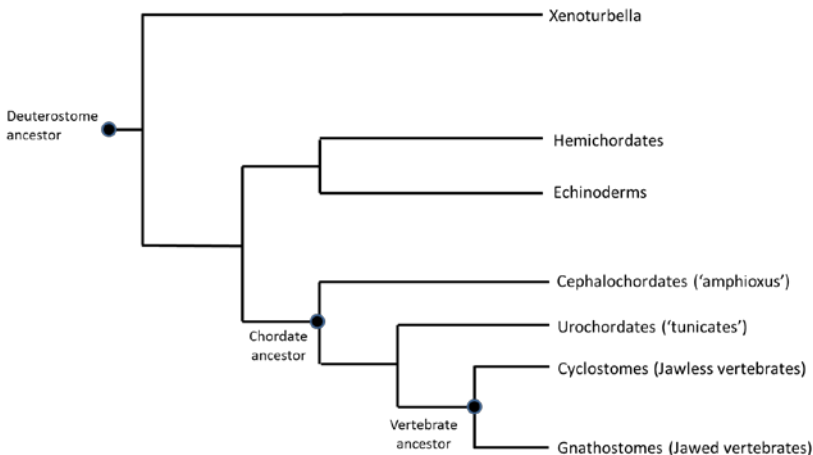 Xenoturbella
Deuterostome
ancestor
Hemichordates
Echinoderms
Cephalochordates (‘amphioxus’)
Chordate
ancestor
Urochordates (‘tunicates’)
Cyclostomes (Jawless vertebrates)
Vertebrate
ancestor
Gnathostomes (Jawed vertebrates)